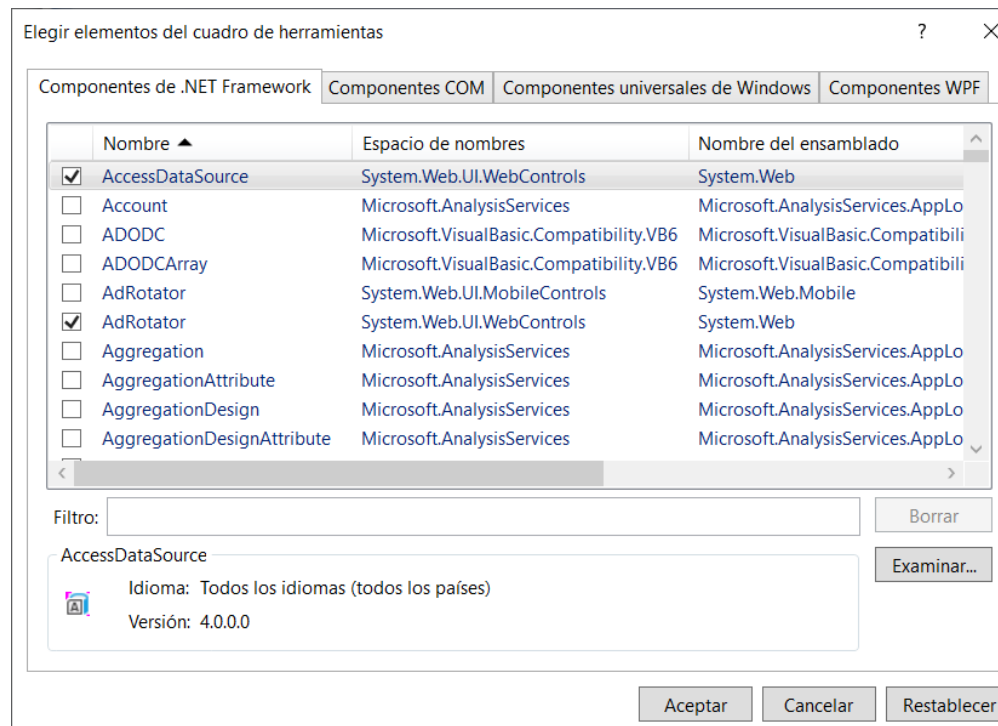 Elegir elementos del cuadro de herramientas ?
Componentes de .NET Framework Componentes COM Componentes universales de Windows Componentes WPF
Nombre Espacio de nombres Nombre del ensamblado
AccessDataSource System.Web.UI.WebControls System.Web
Account Microsoft.AnalysisServices Microsoft.AnalysisServices.AppLo
ADODC Microsoft.VisualBasic.Compatibility.VB6 Microsoft.VisualBasic.Compatibili
ADODCArray Microsoft.VisualBasic.Compatibility.VB6 Microsoft.VisualBasic.Compatibili
AdRotator System.Web.UI.MobileControls System.Web.Mobile
AdRotator System.Web.UI.WebControls System.Web
Aggregation Microsoft.AnalysisServices Microsoft.AnalysisServices.AppLo
AggregationAttribute Microsoft.AnalysisServices Microsoft.AnalysisServices.AppLo
AggregationDesign Microsoft.AnalysisServices Microsoft.AnalysisServices.AppLo
AggregationDesignAttribute Microsoft.AnalysisServices Microsoft.AnalysisServices.AppLo
Filtro: Borrar
AccessDataSource
Examinar...
Idioma: Todos los idiomas (todos los países)
Versión: 4.0.0.0
Aceptar Cancelar Restablecer